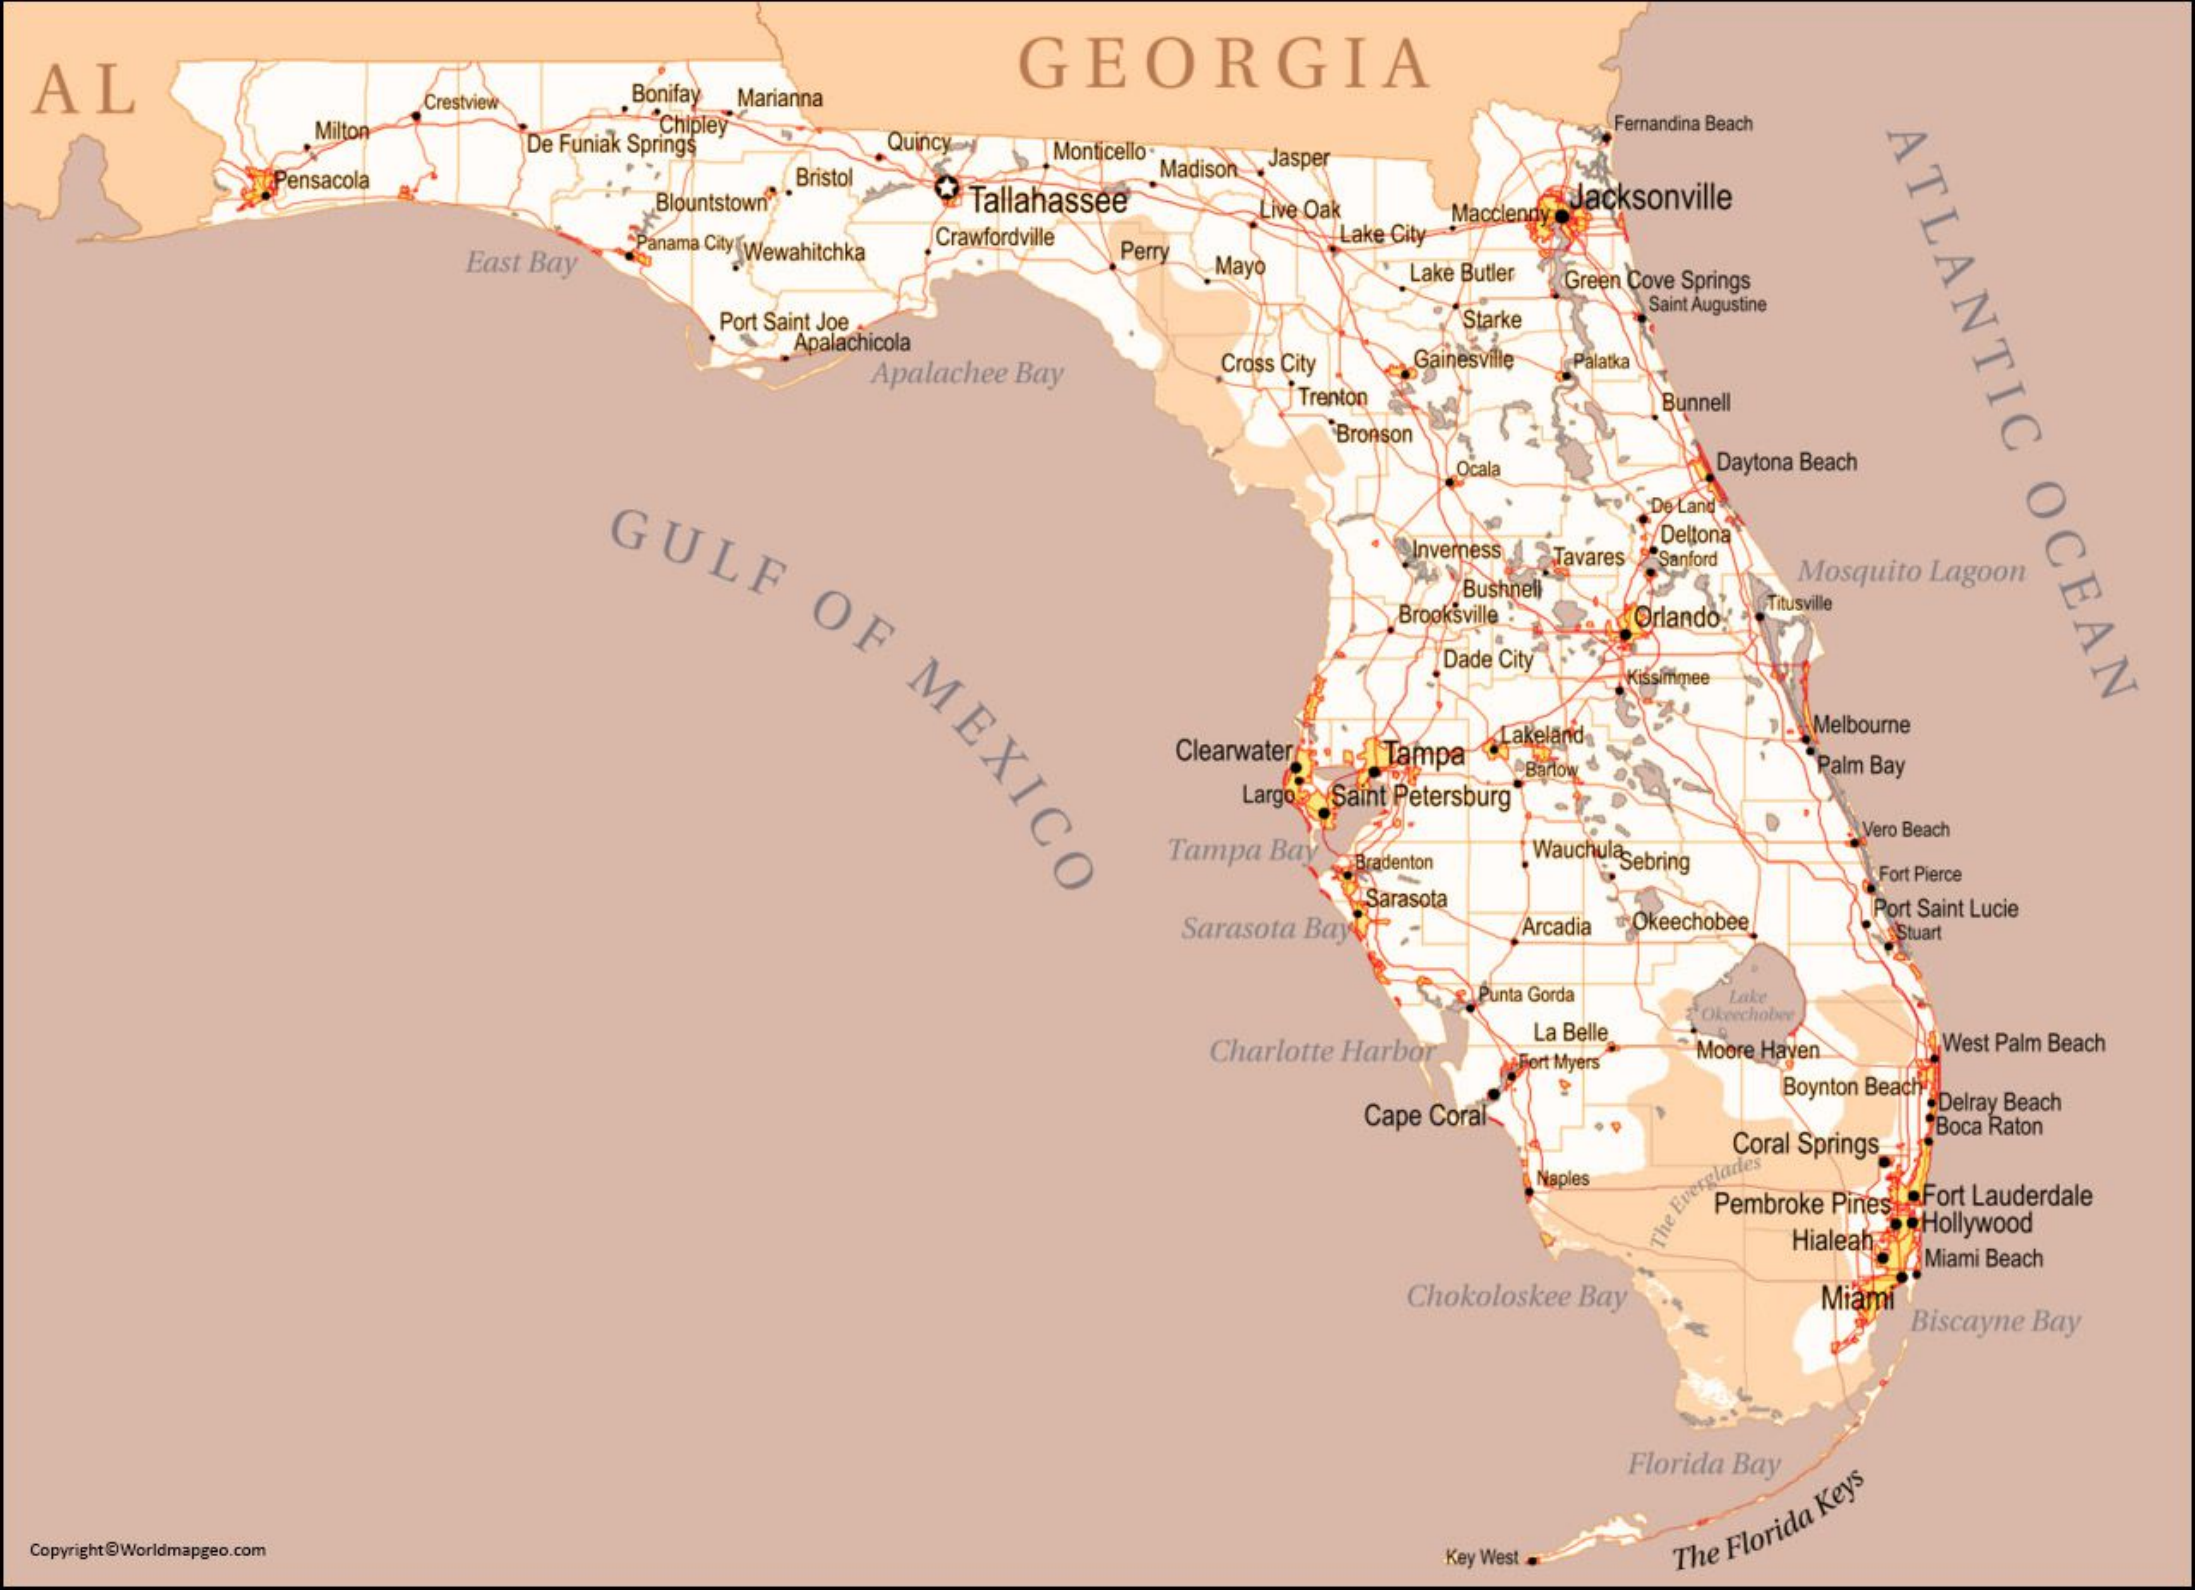 GEORGIA
AL
Bonifay
Marianna
Crestview
Chipley
Milton
De Funiak Springs
Quincy
Monticello
Madison
Jasper
Fernandina Beach
Pensacola
Bristol
Blountstown
Tallahassee
Live Oak
Macclenny
Jacksonville
ATLANTIC OCEAN
East Bay
Panama City
Wewahitchka
Crawfordville
Perry
Mayo
Lake City
Lake Butler
Green Cove Springs
Saint Augustine
Port Saint Joe
Apalachicola
Starke
Apalachee Bay
Cross City
Gainesville
Palatka
Trenton
Bunnell
Bronson
Ocala
Daytona Beach
De Land
Deltona
Sanford
GULF OF MEXICO
Inverness
Tavares
Mosquito Lagoon
Bushnell
Brooksville
Titusville
Orlando
Dade City
Kissimmee
Melbourne
Clearwater
Tampa
Lakeland
Palm Bay
Bartow
Largo
Saint Petersburg
Vero Beach
Tampa Bay
Bradenton
Wauchula
Sebring
Fort Pierce
Sarasota
Port Saint Lucie
Sarasota Bay
Arcadia
Okeechobee
Stuart
Punta Gorda
Lake
Okeechobee
La Belle
Charlotte Harbor
Fort Myers
Moore Haven
West Palm Beach
Boynton Beach
Cape Coral
Delray Beach
Boca Raton
Coral Springs
The Everglades
Naples
Pembroke Pines
Fort Lauderdale
Hollywood
Hialeah
Miami Beach
Chokoloskee Bay
Miami
Biscayne Bay
Florida Bay
The Florida Keys
Key West
Copyright©Worldmapgeo.com